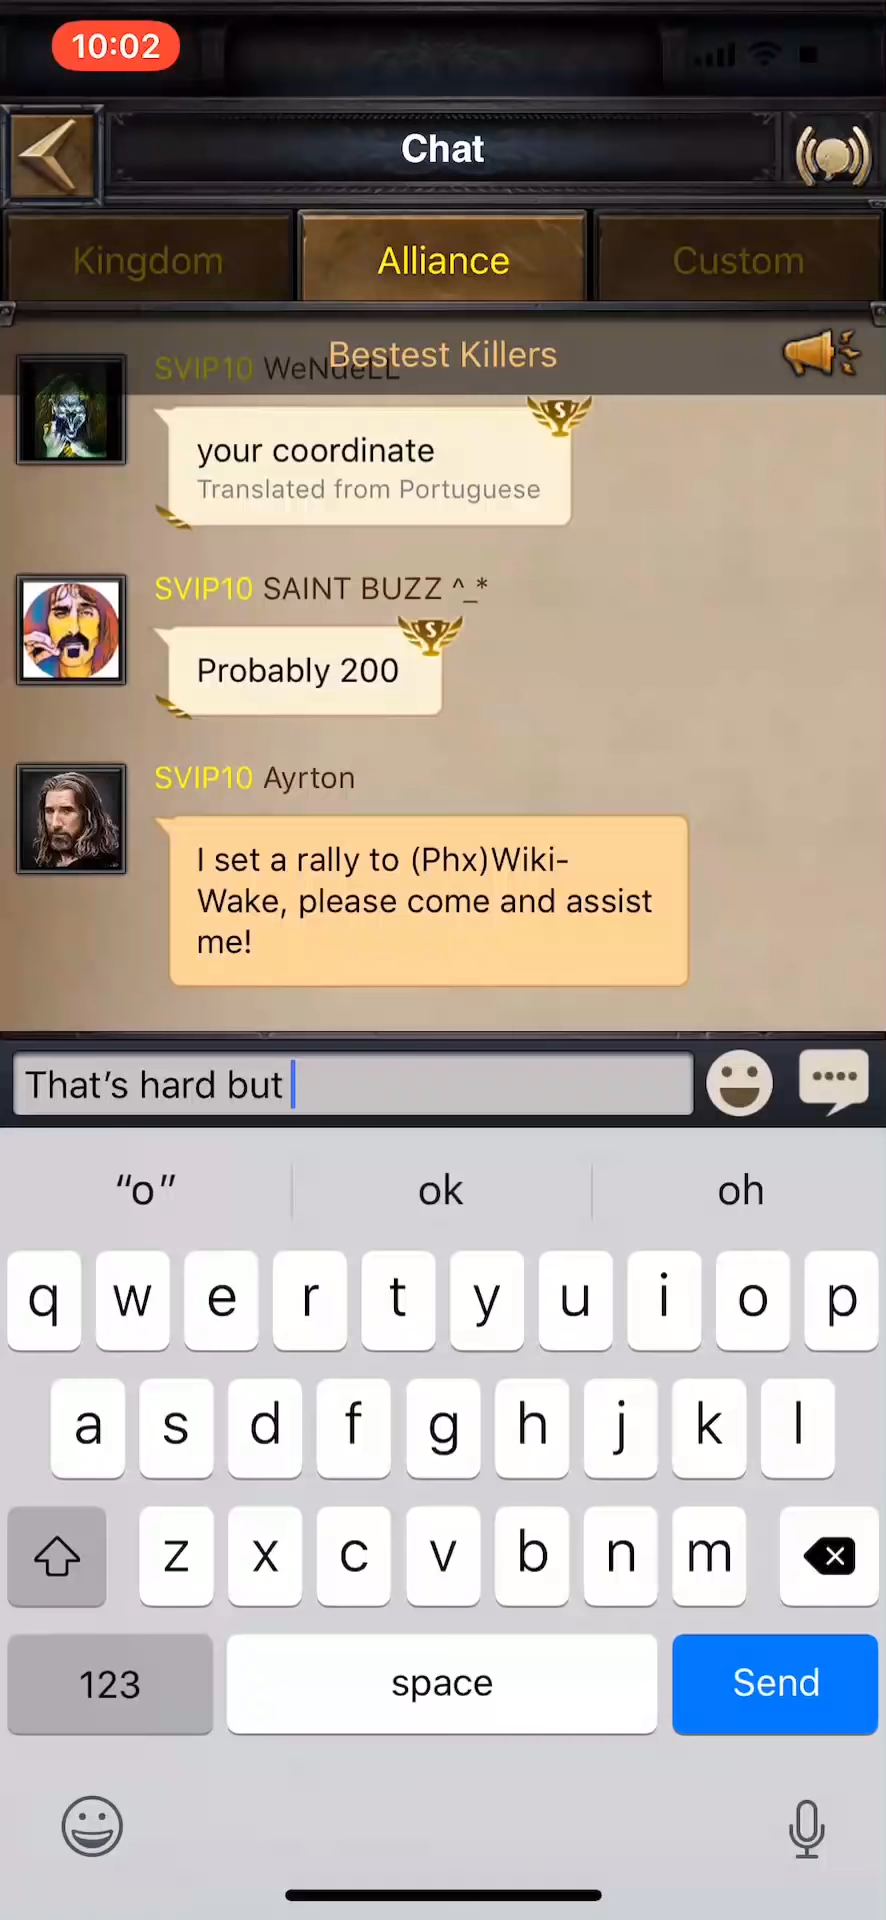 10:02
Chat
Kingdom
Alliance
Custom
Bestest Killers
SVIP10 WeNdeLL
your coordinate
Translated from Portuguese
SVIP10 SAINT BUZZ ^_*
Probably 200
SVIP10 Ayrton
I set a rally to (Phx)Wiki-
Wake, please come and assist
me!
That’s hard but
“o”
ok
oh
q w e r t y u i o p
a s d f g h j k l
z x c v b n m
123
space
Send